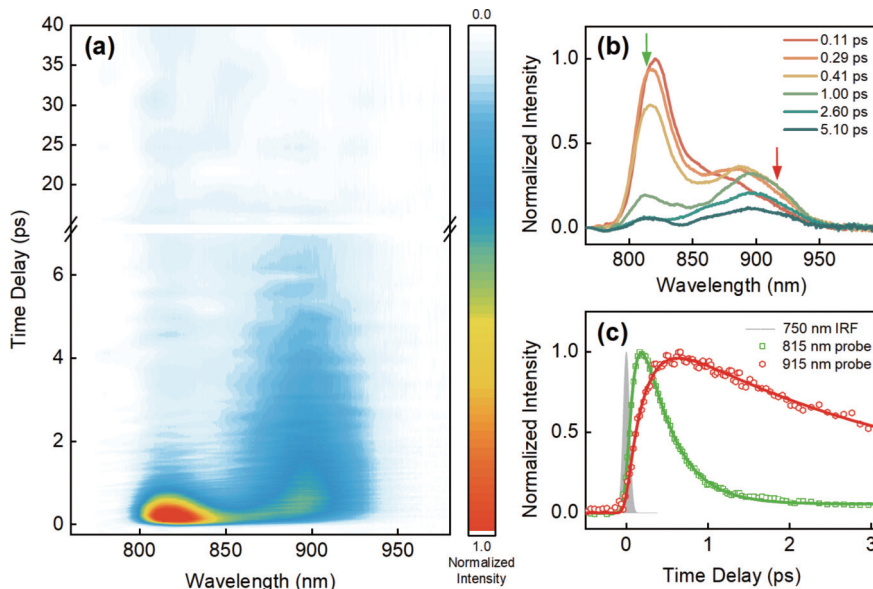 (a)
40
35
30
25
20
6
4
2
0
Time Delay (ps)
800
850
900
950
Wavelength (nm)
0.0
1.0
Normalized
Intensity
(b)
0.11 ps
0.29 ps
0.41 ps
1.00 ps
2.60 ps
5.10 ps
1.0
0.5
0.0
Normalized Intensity
800
850
900
950
Wavelength (nm)
(c)
750 nm IRF
815 nm probe
915 nm probe
1.0
0.5
0.0
Normalized Intensity
0
1
2
3
Time Delay (ps)